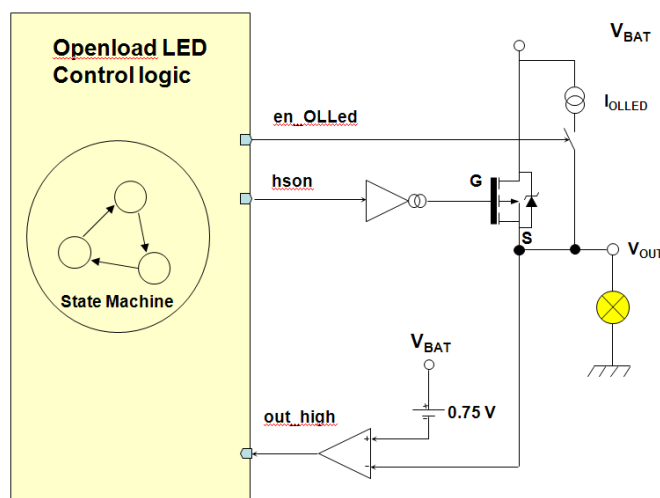 Openload LED
Control logic
V_BAT
I_OLLED
en_OLLed
hson
G
S
V_OUT
State Machine
V_BAT
+
−
0.75 V
out_high
+
-